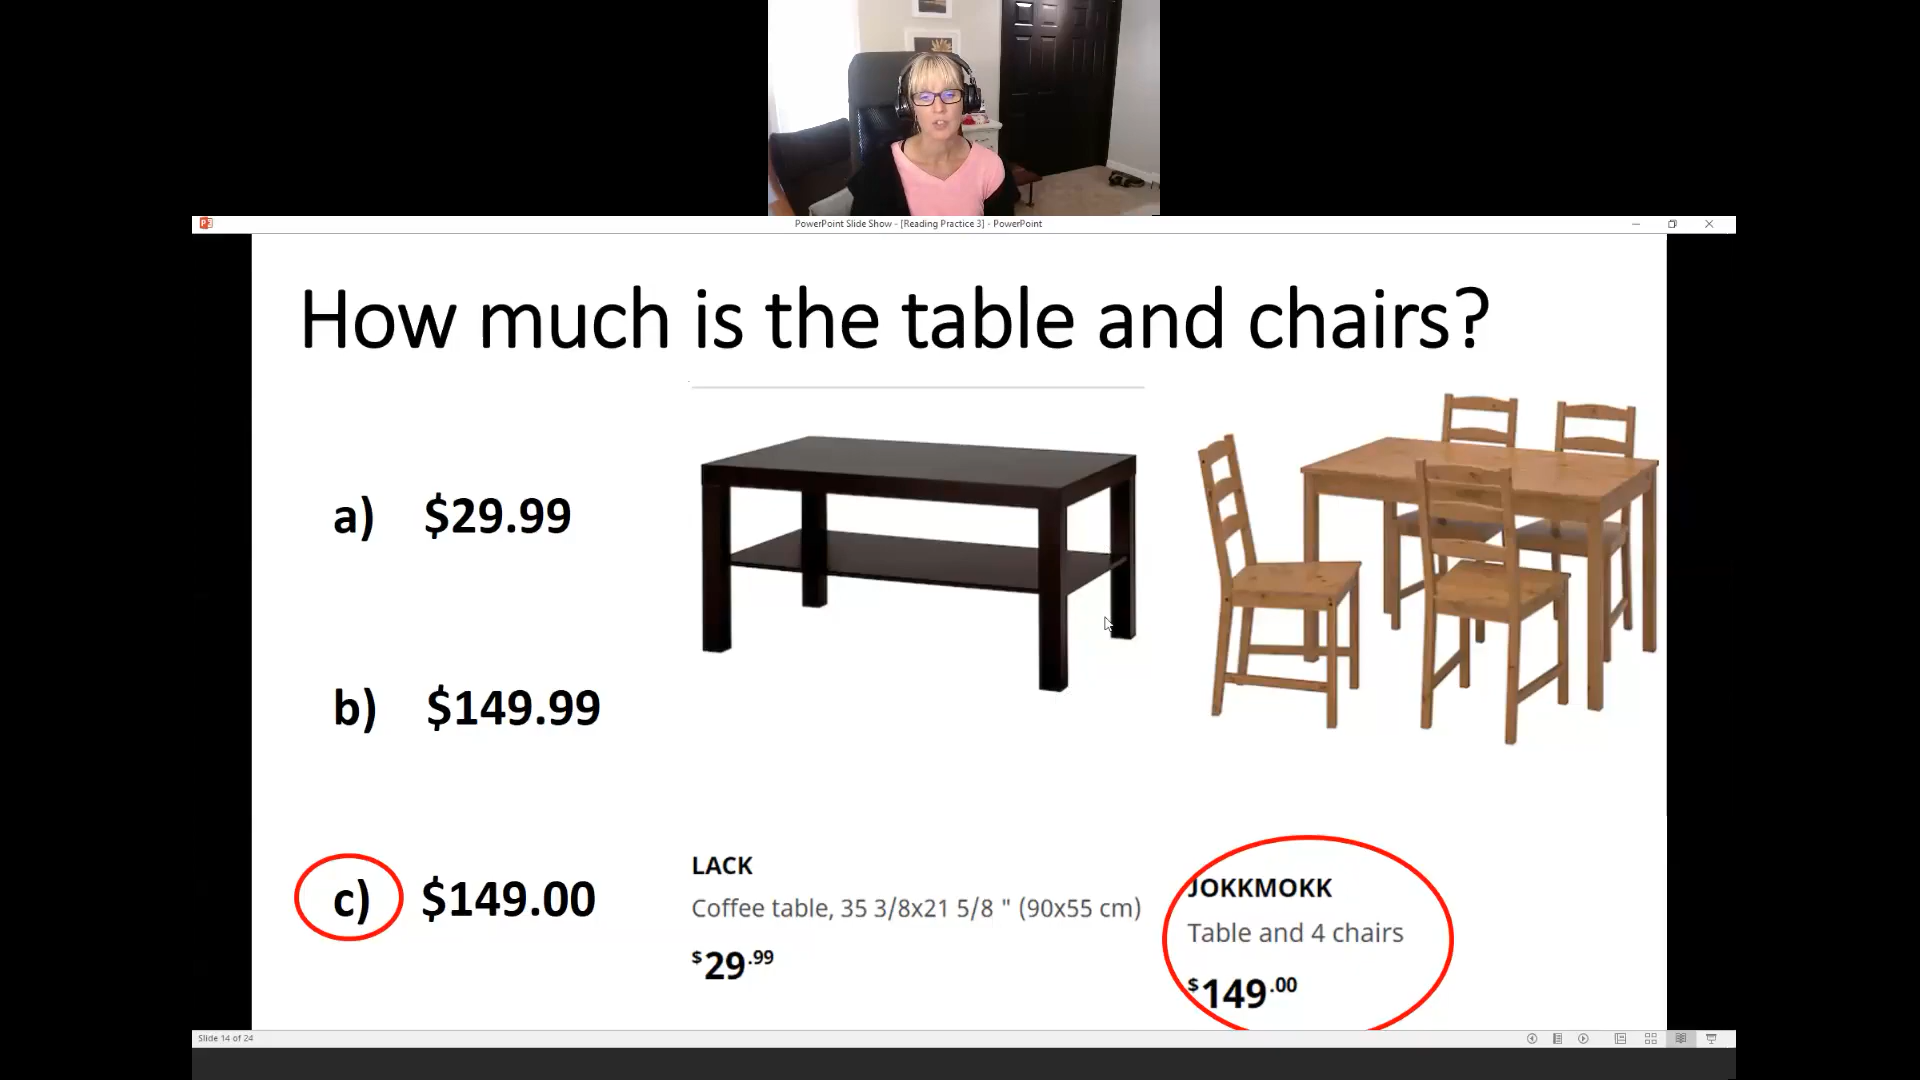 PowerPoint Slide Show - [Reading Practice 3] - PowerPoint
How much is the table and chairs?
a) $29.99
b) $149.99
c) $149.00
LACK
Coffee table, 35 3/8x21 5/8 " (90x55 cm)
$29.99
JOKKMOKK
Table and 4 chairs
$149.00
Slide 14 of 24